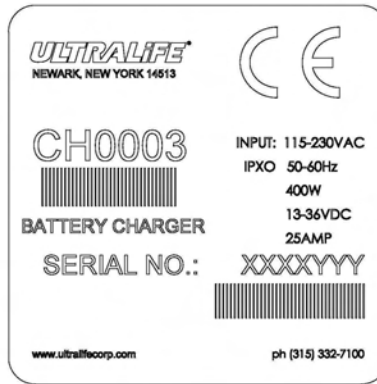 ULTRALiFE®
NEWARK, NEW YORK 14513
CE
CH0003
BATTERY CHARGER
INPUT: 115-230VAC
IPXO 50-60Hz
400W
13-36VDC
25AMP
SERIAL NO.: XXXXYYY
www.ultralifecorp.com
ph (315) 332-7100